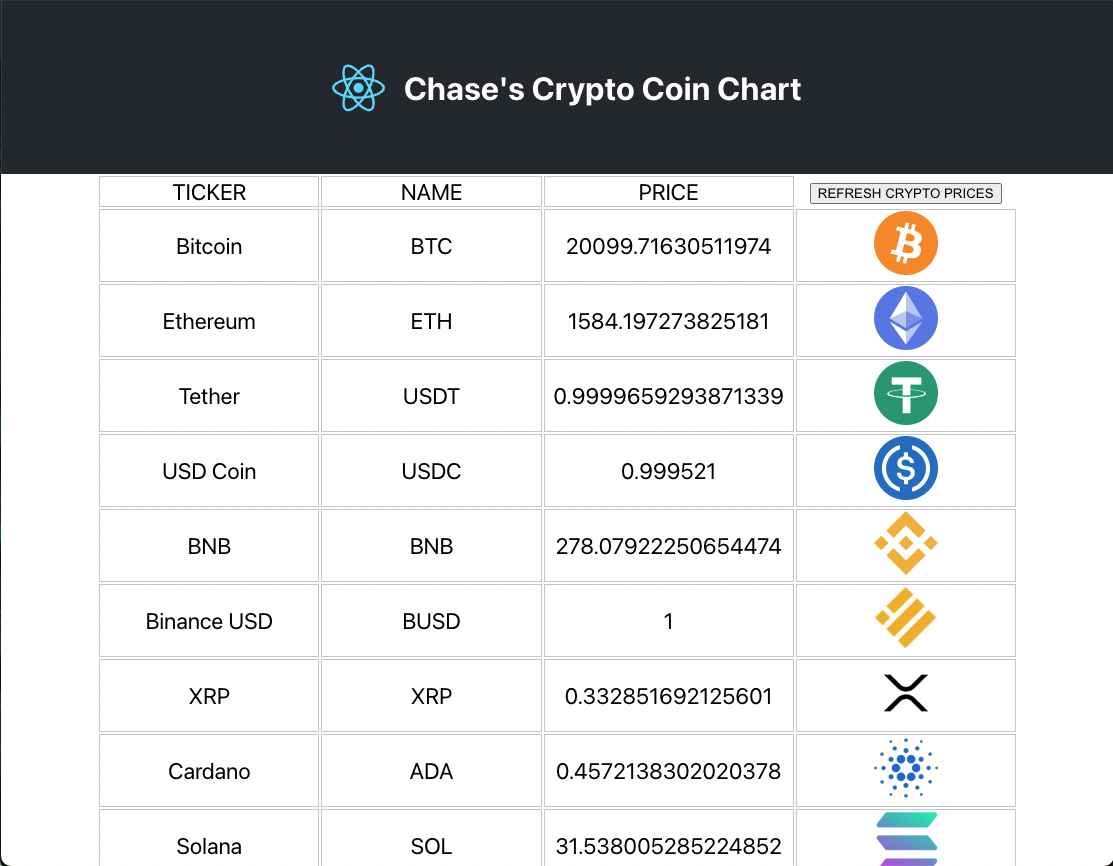 Chase's Crypto Coin Chart
TICKER NAME PRICE REFRESH CRYPTO PRICES
Bitcoin BTC 20099.71630511974
Ethereum ETH 1584.197273825181
Tether USDT 0.9999659293871339
USD Coin USDC 0.999521
BNB BNB 278.07922250654474
Binance USD BUSD 1
XRP XRP 0.332851692125601
Cardano ADA 0.4572138302020378
Solana SOL 31.538005285224852